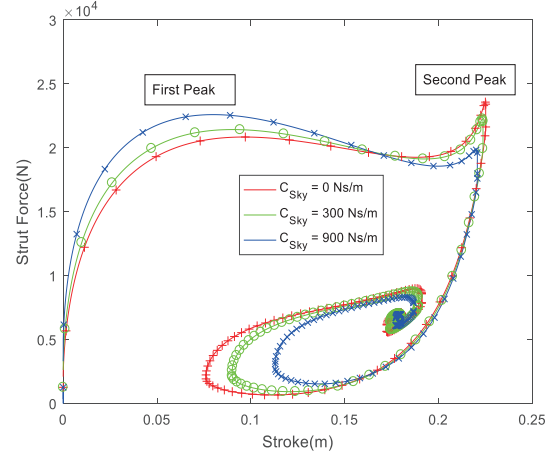 3 × 10⁴
First Peak
Second Peak
2.5
2
1.5
1
0.5
0
C_Sky = 0 Ns/m
C_Sky = 300 Ns/m
C_Sky = 900 Ns/m
Strut Force(N)
0 0.05 0.1 0.15 0.2 0.25
Stroke(m)